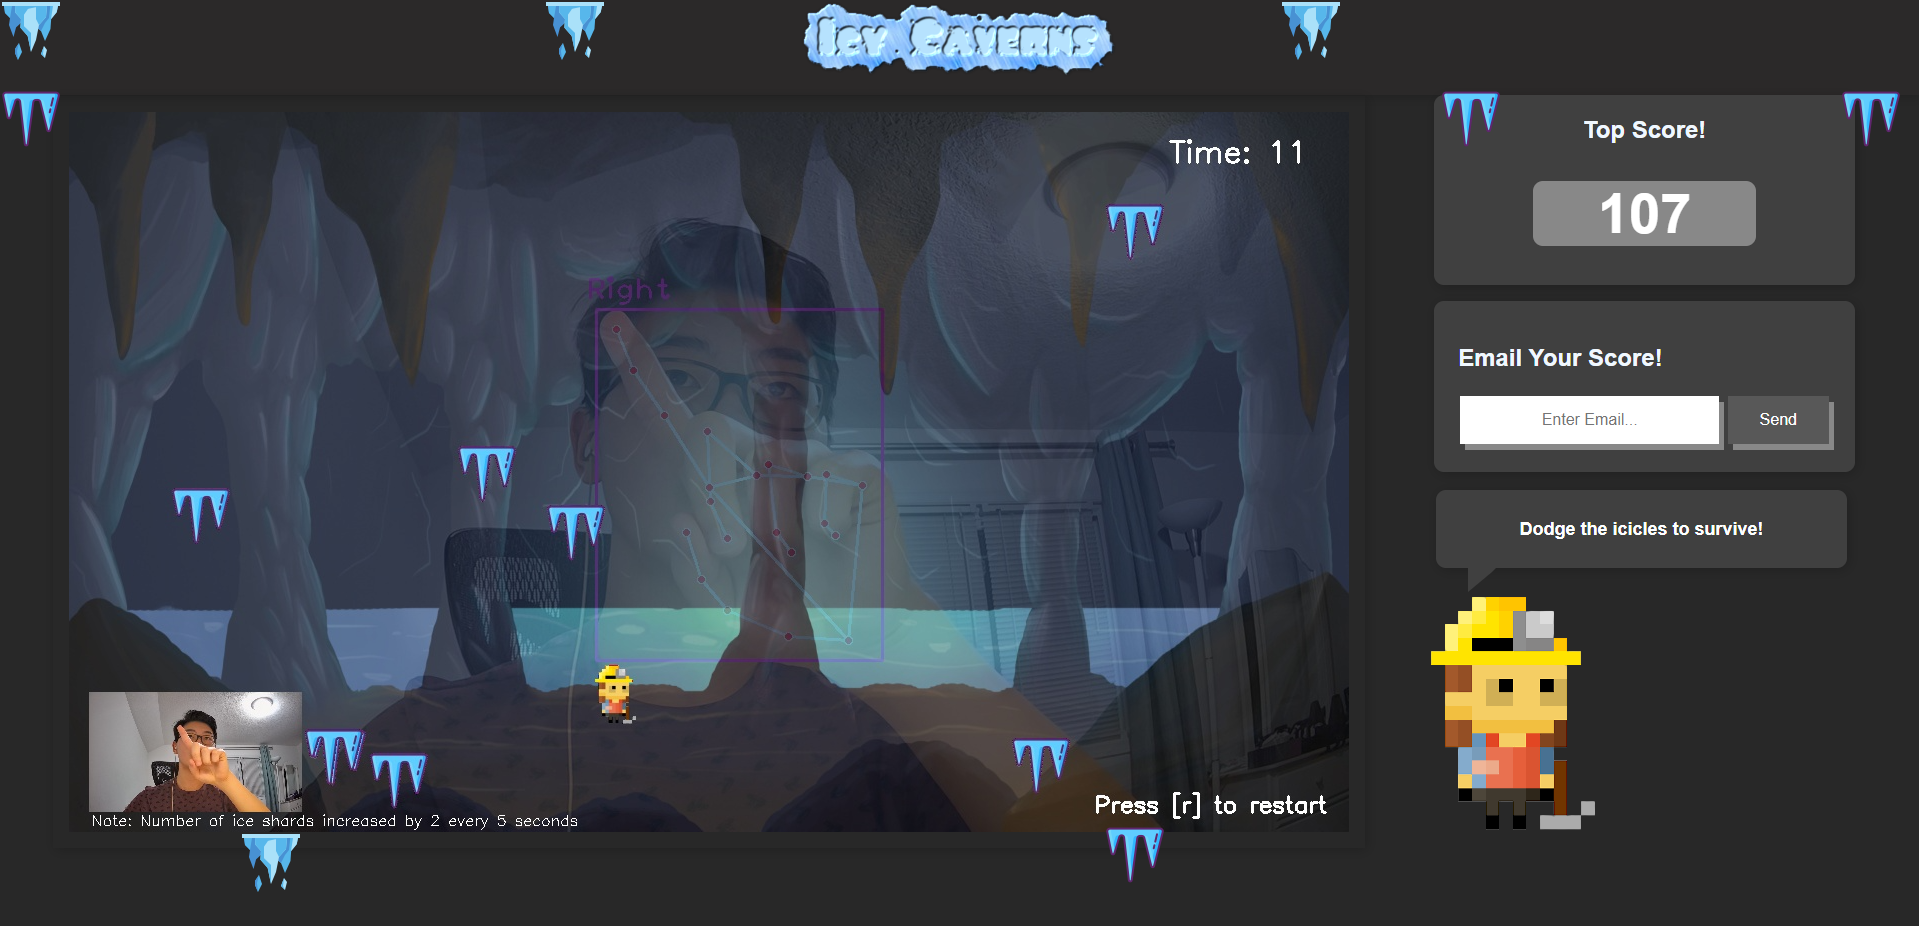 Icy Caverns
Time: 11
Right
Press [r] to restart
Note: Number of ice shards increased by 2 every 5 seconds
Top Score!
107
Email Your Score!
Enter Email...
Send
Dodge the icicles to survive!